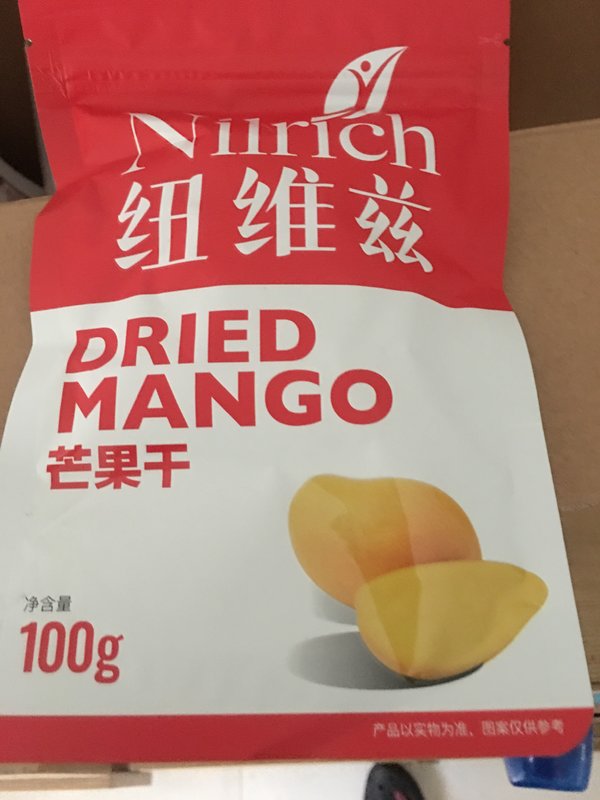 Nurich
纽维兹
DRIED
MANGO
芒果干
净含量
100g
产品以实物为准、图案仅供参考